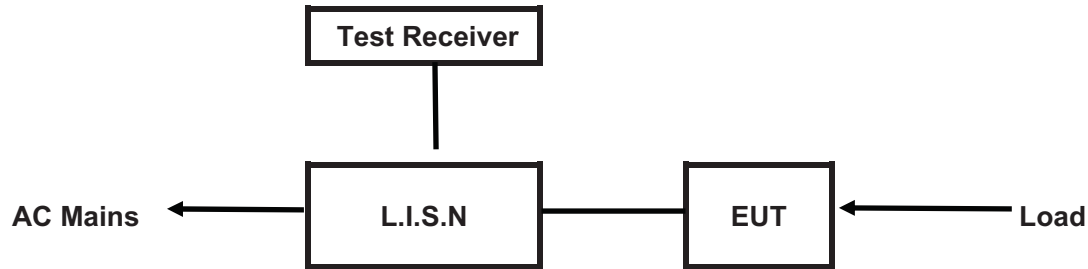 Test Receiver
AC Mains
L.I.S.N
EUT
Load